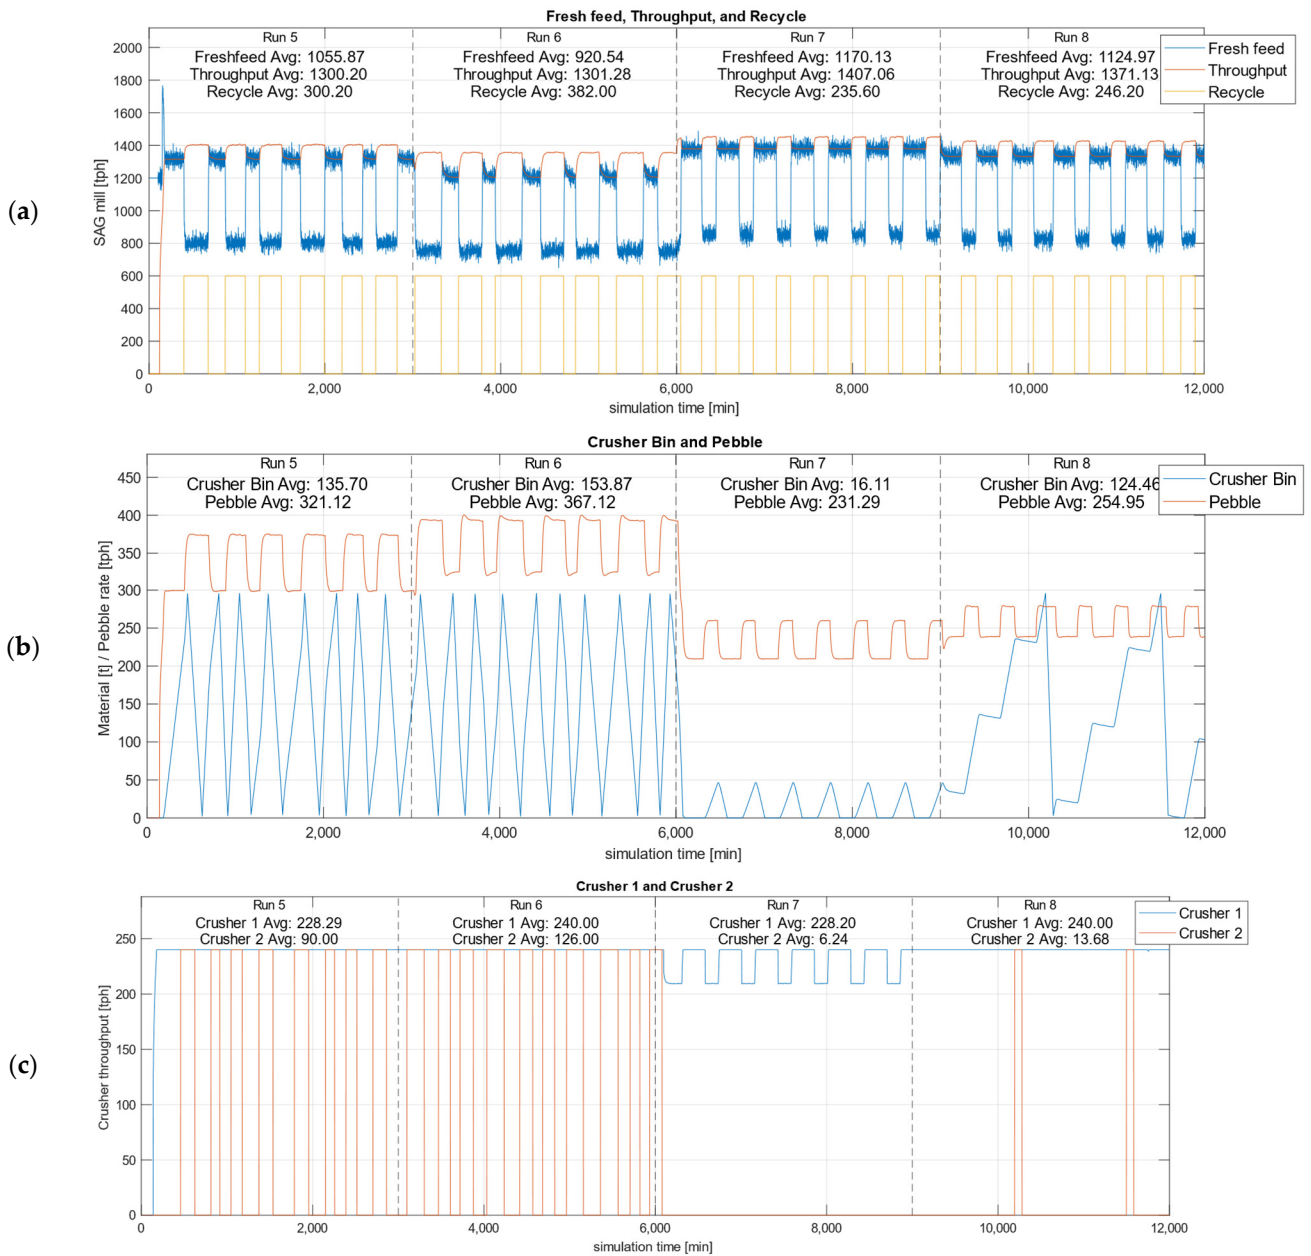 Fresh feed, Throughput, and Recycle
Run 5
Freshfeed Avg: 1055.87
Throughput Avg: 1300.20
Recycle Avg: 300.20
Run 6
Freshfeed Avg: 920.54
Throughput Avg: 1301.28
Recycle Avg: 382.00
Run 7
Freshfeed Avg: 1170.13
Throughput Avg: 1407.06
Recycle Avg: 235.60
Run 8
Freshfeed Avg: 1124.97
Throughput Avg: 1371.13
Recycle Avg: 246.20
Fresh feed
Throughput
Recycle
2000
1800
1600
1400
1200
1000
800
600
400
200
0
SAG mill [tph]
(a)
0
2,000
4,000
6,000
8,000
10,000
12,000
simulation time [min]
Crusher Bin and Pebble
Run 5
Crusher Bin Avg: 135.70
Pebble Avg: 321.12
Run 6
Crusher Bin Avg: 153.87
Pebble Avg: 367.12
Run 7
Crusher Bin Avg: 16.11
Pebble Avg: 231.29
Run 8
Crusher Bin Avg: 124.46
Pebble Avg: 254.95
Crusher Bin
Pebble
450
400
350
300
250
200
150
100
50
0
Material [t] / Pebble rate [tph]
(b)
0
2,000
4,000
6,000
8,000
10,000
12,000
simulation time [min]
Crusher 1 and Crusher 2
Run 5
Crusher 1 Avg: 228.29
Crusher 2 Avg: 90.00
Run 6
Crusher 1 Avg: 240.00
Crusher 2 Avg: 126.00
Run 7
Crusher 1 Avg: 228.20
Crusher 2 Avg: 6.24
Run 8
Crusher 1 Avg: 240.00
Crusher 2 Avg: 13.68
Crusher 1
Crusher 2
250
200
150
100
50
0
Crusher throughput [tph]
(c)
0
2,000
4,000
6,000
8,000
10,000
12,000
simulation time [min]